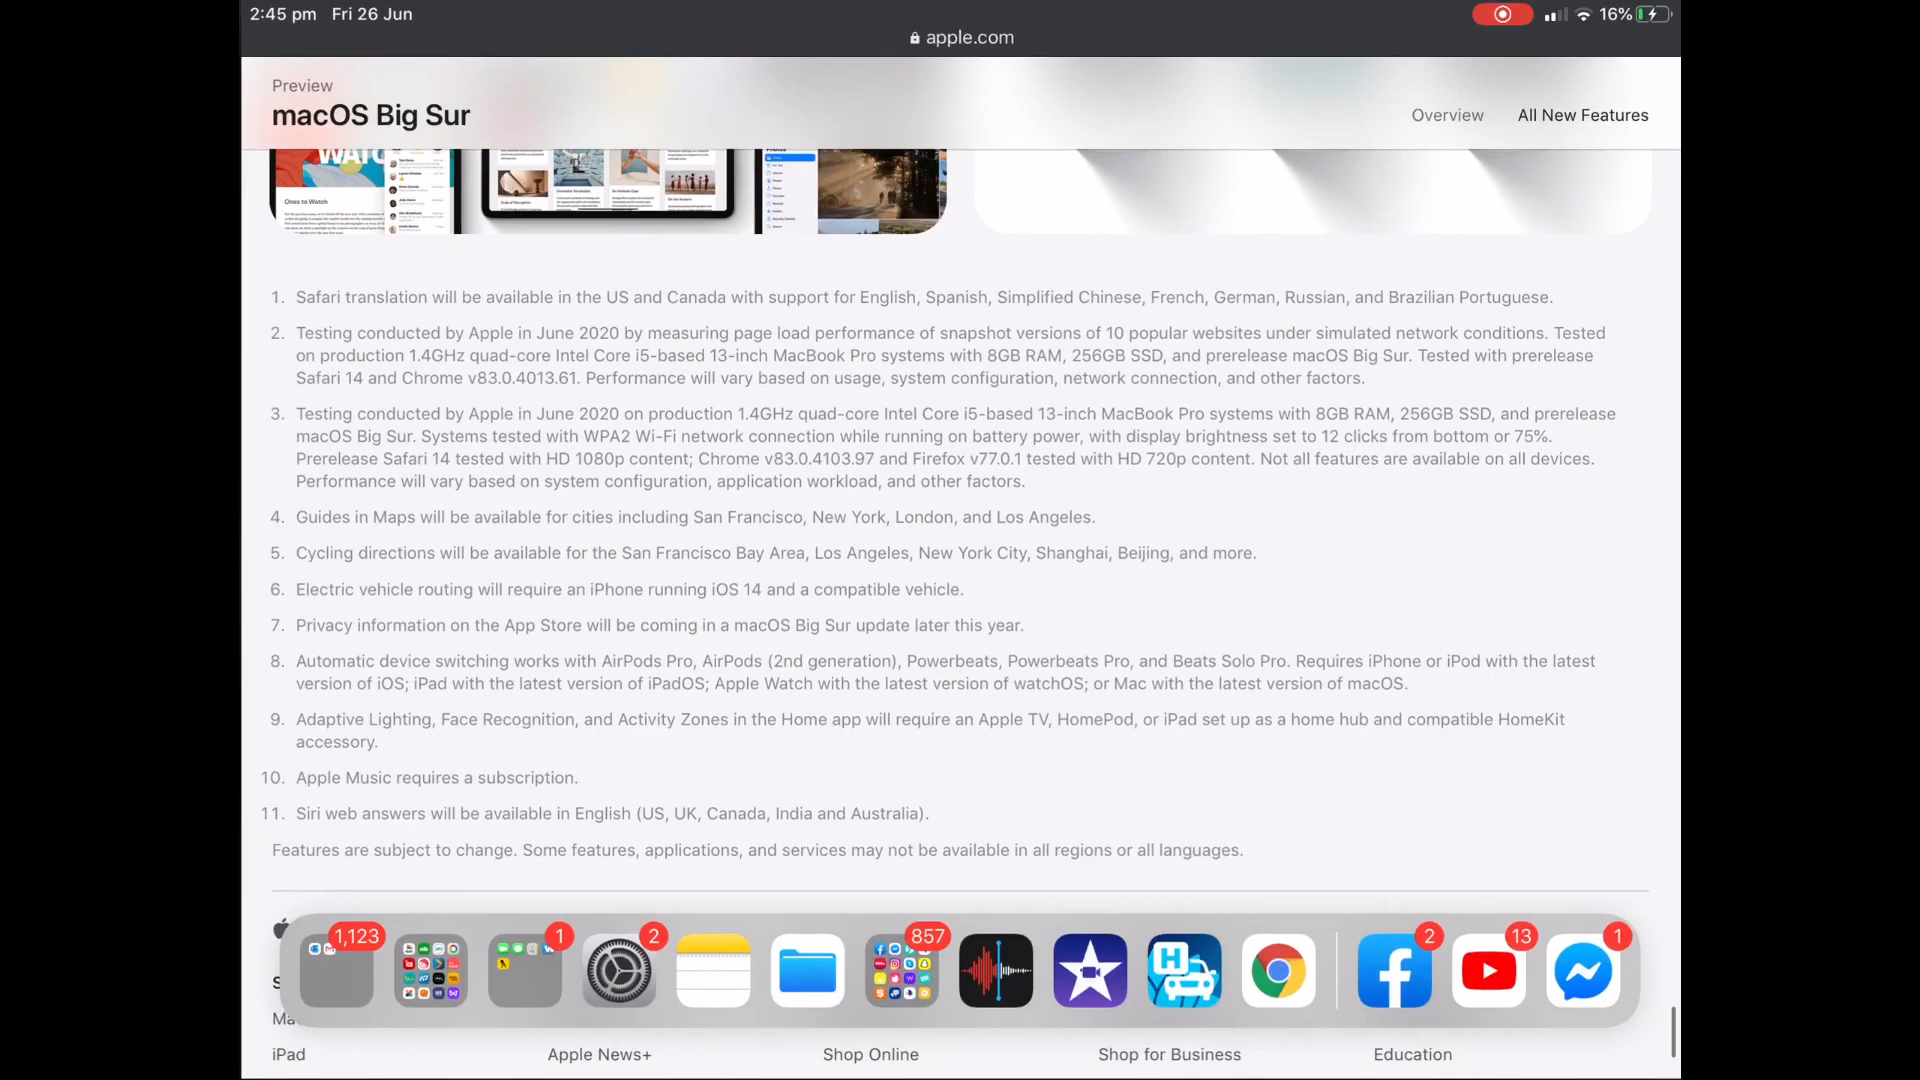 2:45 pm Fri 26 Jun
16%
apple.com
Preview
macOS Big Sur
Overview
All New Features
WATC
Ones to Watch
1. Safari translation will be available in the US and Canada with support for English, Spanish, Simplified Chinese, French, German, Russian, and Brazilian Portuguese.
2. Testing conducted by Apple in June 2020 by measuring page load performance of snapshot versions of 10 popular websites under simulated network conditions. Tested
on production 1.4GHz quad-core Intel Core i5-based 13-inch MacBook Pro systems with 8GB RAM, 256GB SSD, and prerelease macOS Big Sur. Tested with prerelease
Safari 14 and Chrome v83.0.4013.61. Performance will vary based on usage, system configuration, network connection, and other factors.
3. Testing conducted by Apple in June 2020 on production 1.4GHz quad-core Intel Core i5-based 13-inch MacBook Pro systems with 8GB RAM, 256GB SSD, and prerelease
macOS Big Sur. Systems tested with WPA2 Wi-Fi network connection while running on battery power, with display brightness set to 12 clicks from bottom or 75%.
Prerelease Safari 14 tested with HD 1080p content; Chrome v83.0.4103.97 and Firefox v77.0.1 tested with HD 720p content. Not all features are available on all devices.
Performance will vary based on system configuration, application workload, and other factors.
4. Guides in Maps will be available for cities including San Francisco, New York, London, and Los Angeles.
5. Cycling directions will be available for the San Francisco Bay Area, Los Angeles, New York City, Shanghai, Beijing, and more.
6. Electric vehicle routing will require an iPhone running iOS 14 and a compatible vehicle.
7. Privacy information on the App Store will be coming in a macOS Big Sur update later this year.
8. Automatic device switching works with AirPods Pro, AirPods (2nd generation), Powerbeats, Powerbeats Pro, and Beats Solo Pro. Requires iPhone or iPod with the latest
version of iOS; iPad with the latest version of iPadOS; Apple Watch with the latest version of watchOS; or Mac with the latest version of macOS.
9. Adaptive Lighting, Face Recognition, and Activity Zones in the Home app will require an Apple TV, HomePod, or iPad set up as a home hub and compatible HomeKit
accessory.
10. Apple Music requires a subscription.
11. Siri web answers will be available in English (US, UK, Canada, India and Australia).
Features are subject to change. Some features, applications, and services may not be available in all regions or all languages.
1,123
1
2
857
2
13
1
H
Ma
iPad
Apple News+
Shop Online
Shop for Business
Education